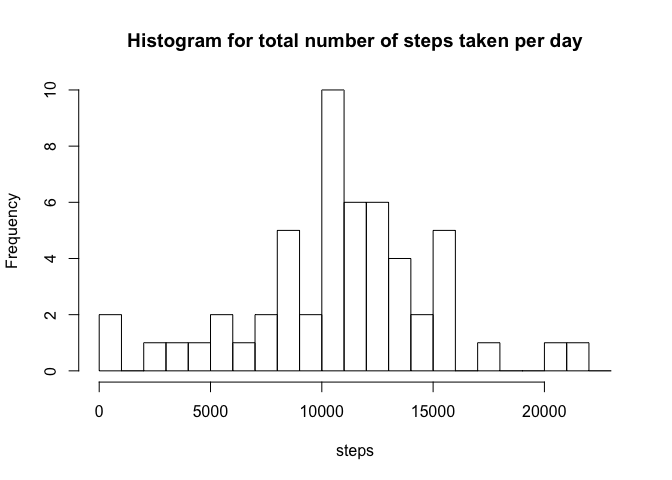 Histogram for total number of steps taken per day
Frequency
10
8
6
4
2
0
0 5000 10000 15000 20000
steps